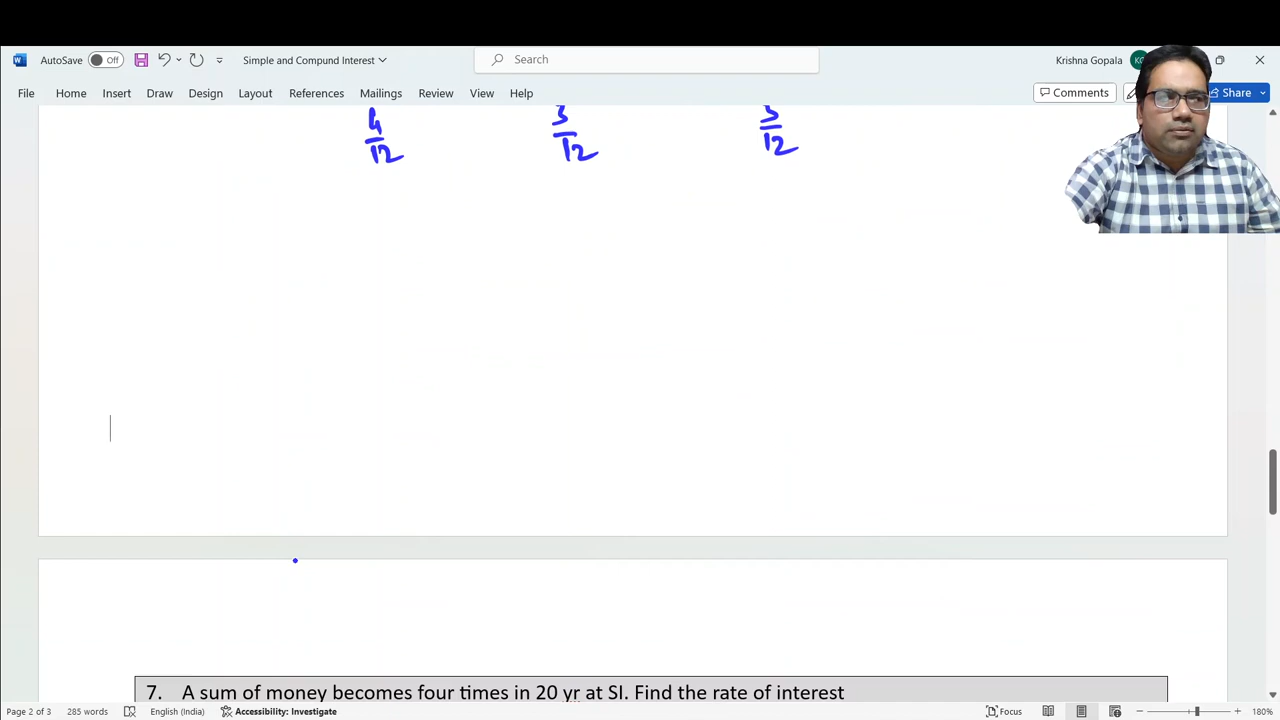 AutoSave Off Simple and Compund Interest Search Krishna Gopala
File Home Insert Draw Design Layout References Mailings Review View Help Comments Share
4/12 3/12 5/12
7. A sum of money becomes four times in 20 yr at SI. Find the rate of interest
Page 2 of 3 285 words English (India) Accessibility: Investigate Focus 180%